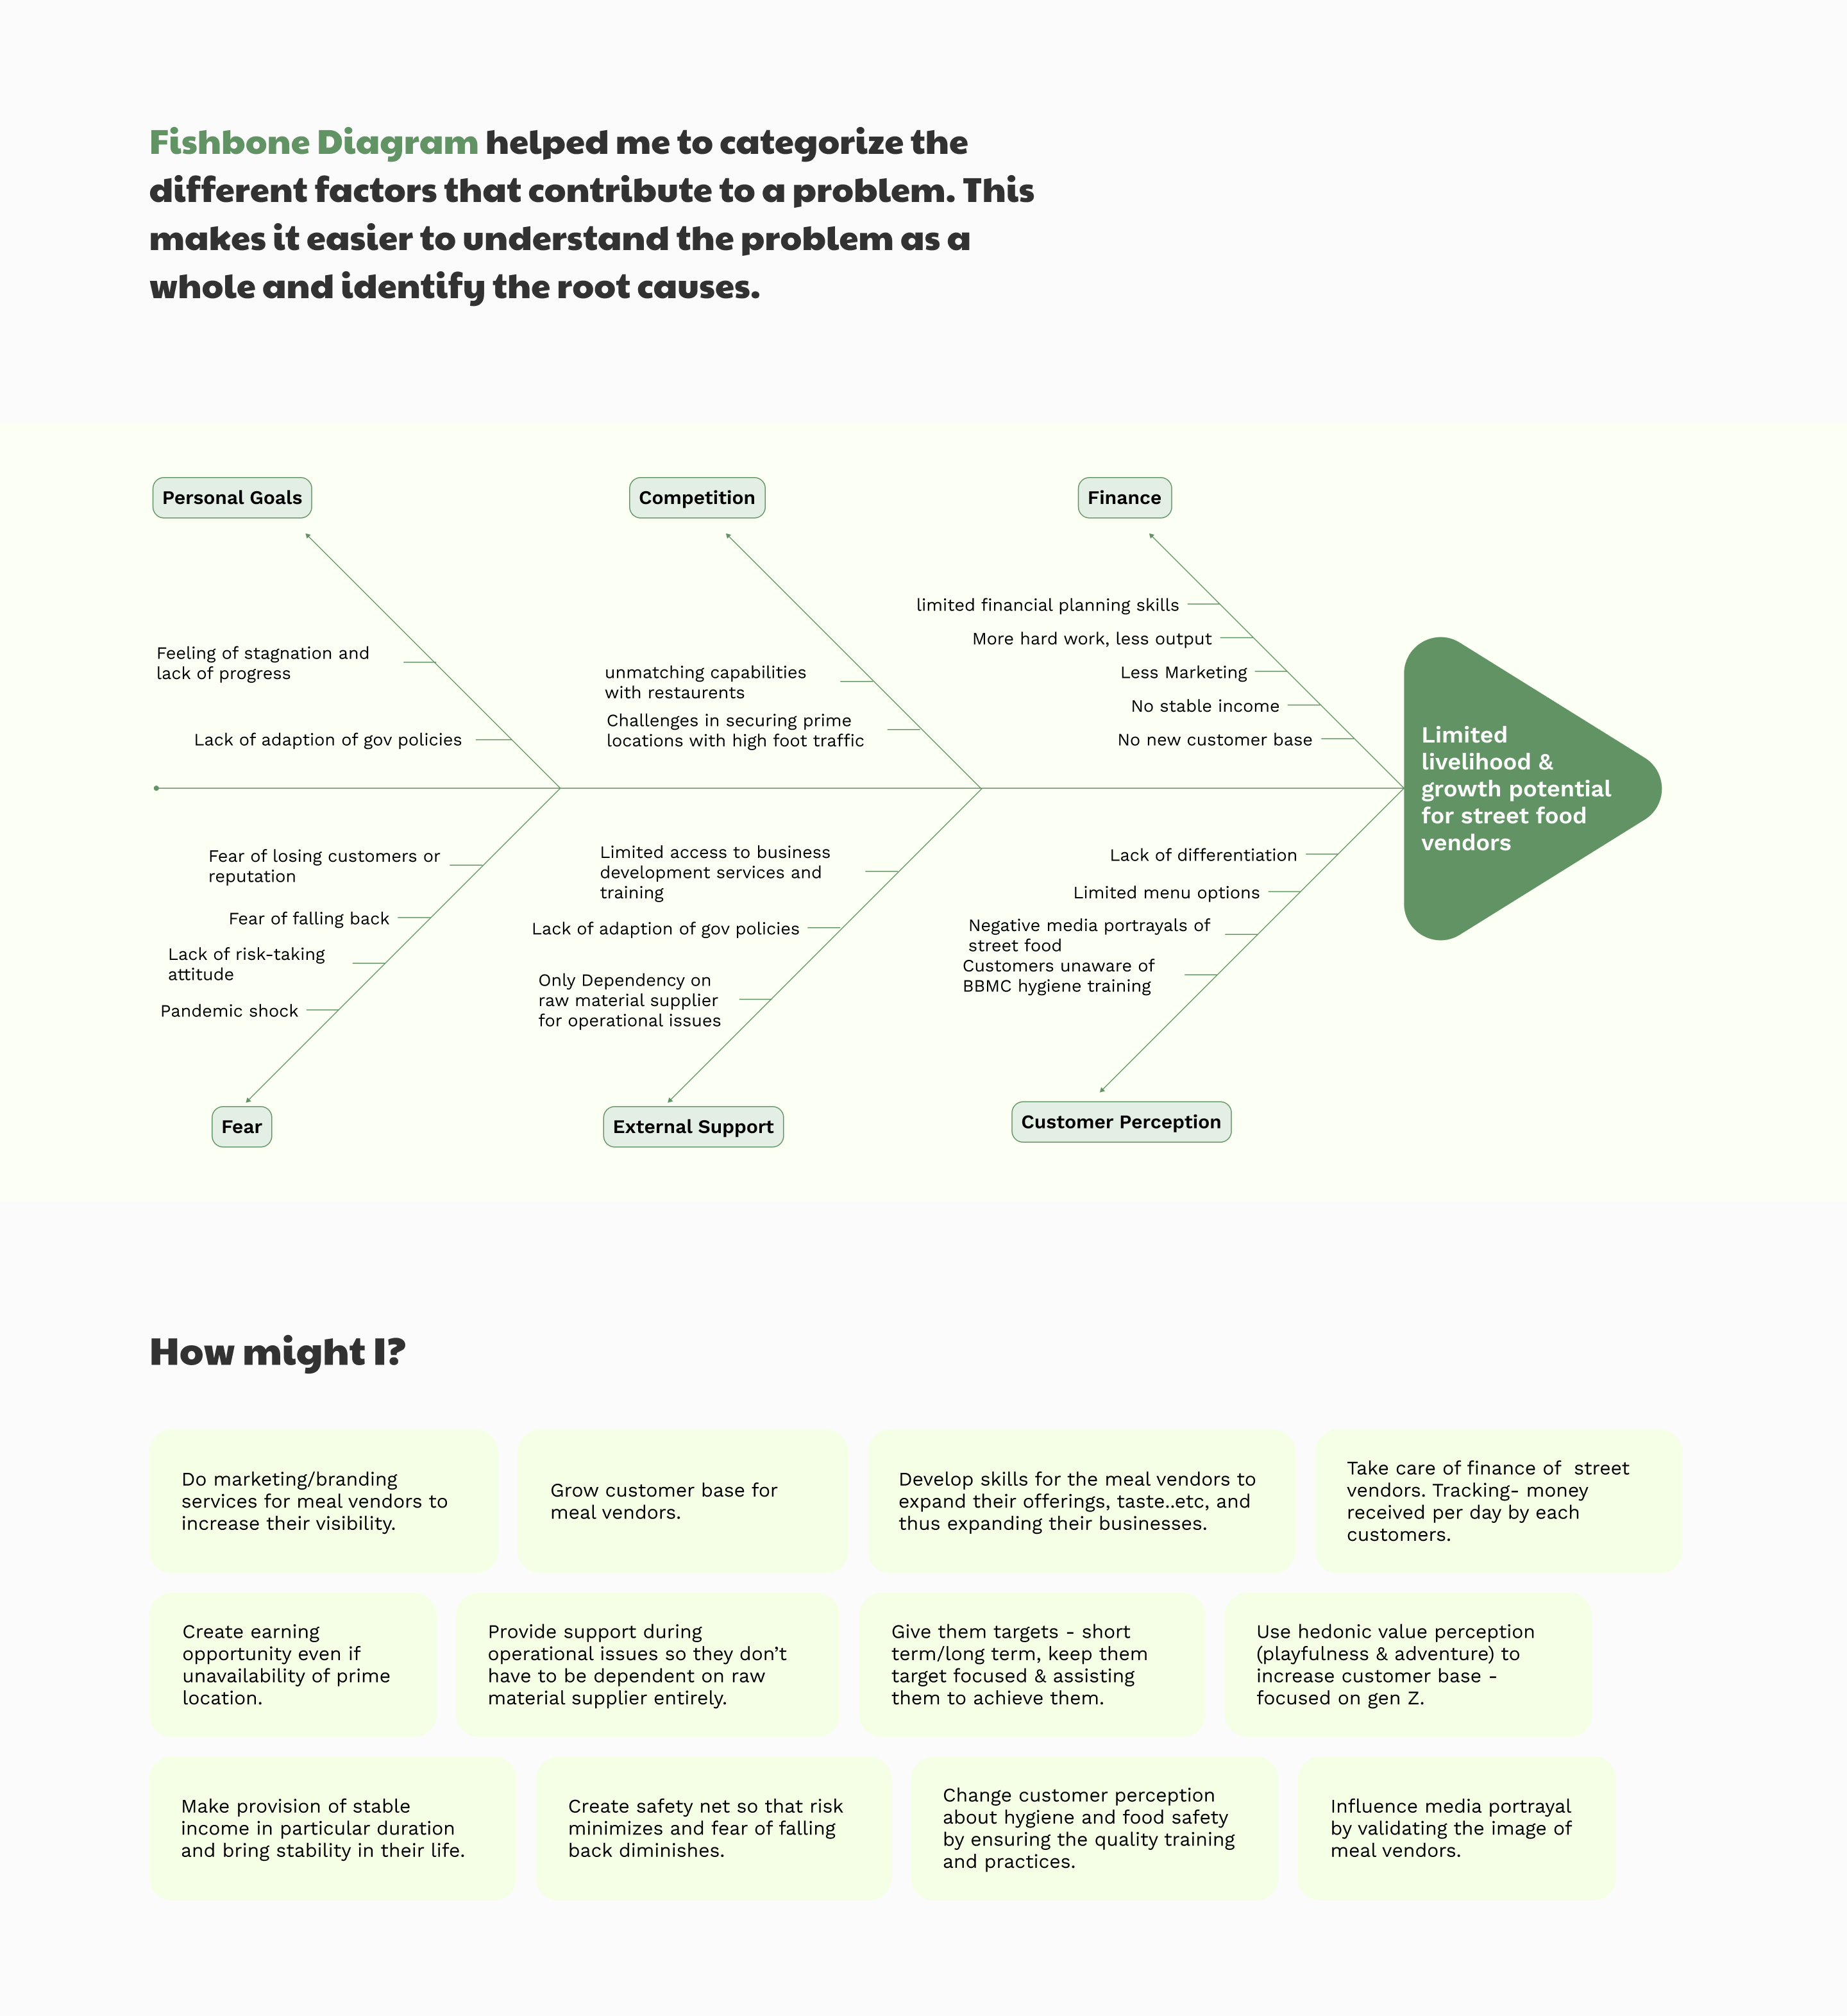 Fishbone Diagram helped me to categorize the
different factors that contribute to a problem. This
makes it easier to understand the problem as a
whole and identify the root causes.
Personal Goals
Feeling of stagnation and
lack of progress
Lack of adaption of gov policies
Competition
unmatching capabilities
with restaurents
Challenges in securing prime
locations with high foot traffic
Finance
limited financial planning skills
More hard work, less output
Less Marketing
No stable income
No new customer base
Limited
livelihood &
growth potential
for street food
vendors
Fear of losing customers or
reputation
Fear of falling back
Lack of risk-taking
attitude
Pandemic shock
Fear
Limited access to business
development services and
training
Lack of adaption of gov policies
Only Dependency on
raw material supplier
for operational issues
External Support
Lack of differentiation
Limited menu options
Negative media portrayals of
street food
Customers unaware of
BBMC hygiene training
Customer Perception
How might I?
Do marketing/branding
services for meal vendors to
increase their visibility.
Grow customer base for
meal vendors.
Develop skills for the meal vendors to
expand their offerings, taste..etc, and
thus expanding their businesses.
Take care of finance of  street
vendors. Tracking- money
received per day by each
customers.
Create earning
opportunity even if
unavailability of prime
location.
Provide support during
operational issues so they don’t
have to be dependent on raw
material supplier entirely.
Give them targets - short
term/long term, keep them
target focused & assisting
them to achieve them.
Use hedonic value perception
(playfulness & adventure) to
increase customer base -
focused on gen Z.
Make provision of stable
income in particular duration
and bring stability in their life.
Create safety net so that risk
minimizes and fear of falling
back diminishes.
Change customer perception
about hygiene and food safety
by ensuring the quality training
and practices.
Influence media portrayal
by validating the image of
meal vendors.